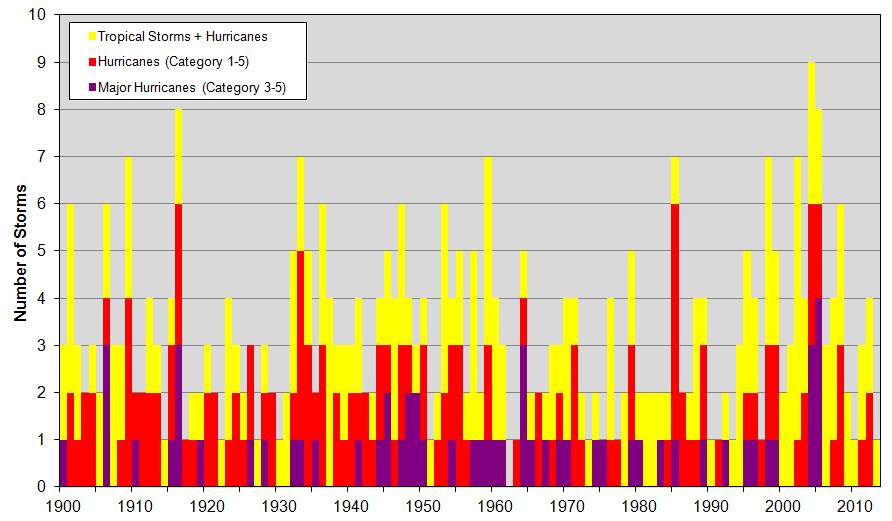 10
9
8
7
6
5
4
3
2
1
0
Number of Storms
Tropical Storms + Hurricanes
Hurricanes (Category 1-5)
Major Hurricanes (Category 3-5)
1900 1910 1920 1930 1940 1950 1960 1970 1980 1990 2000 2010